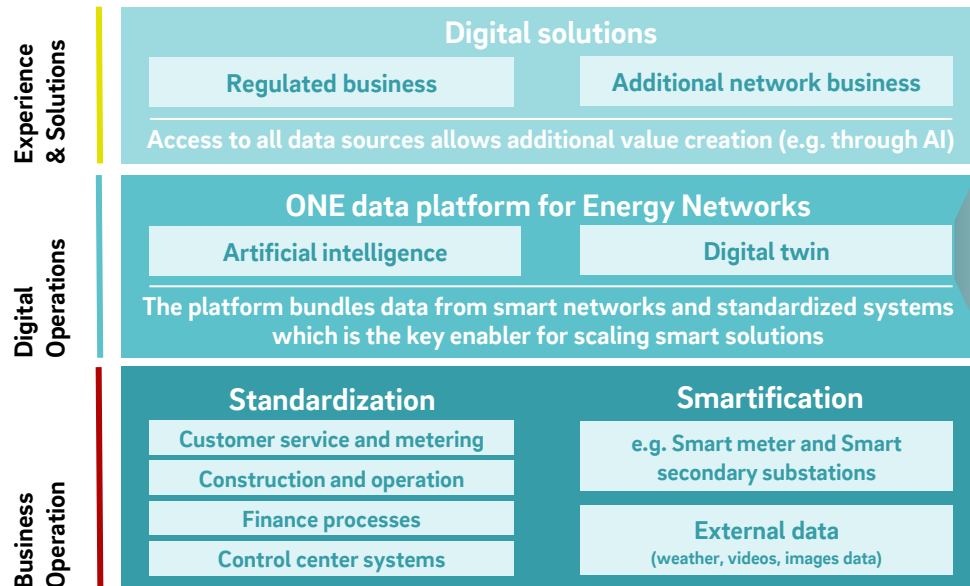 Experience
& Solutions
Digital solutions
Regulated business
Additional network business
Access to all data sources allows additional value creation (e.g. through AI)
Digital
Operations
ONE data platform for Energy Networks
Artificial intelligence
Digital twin
The platform bundles data from smart networks and standardized systems
which is the key enabler for scaling smart solutions
Business
Operation
Standardization
Customer service and metering
Construction and operation
Finance processes
Control center systems
Smartification
e.g. Smart meter and Smart
secondary substations
External data
(weather, videos, images data)